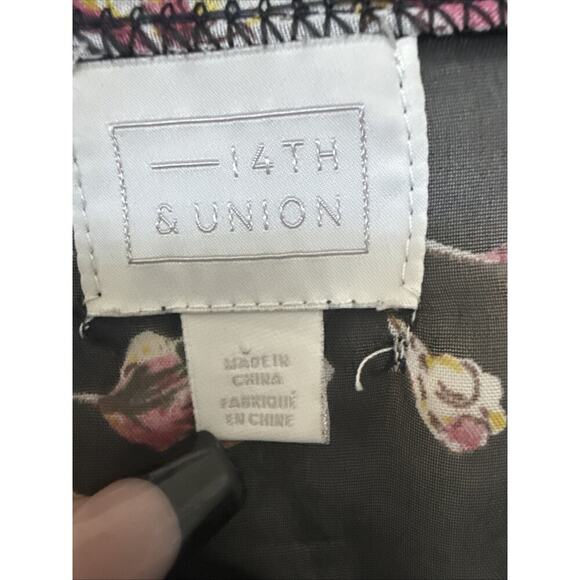 — 14TH
& UNION
MADE IN
CHINA
FABRIQUÉ
EN CHINE